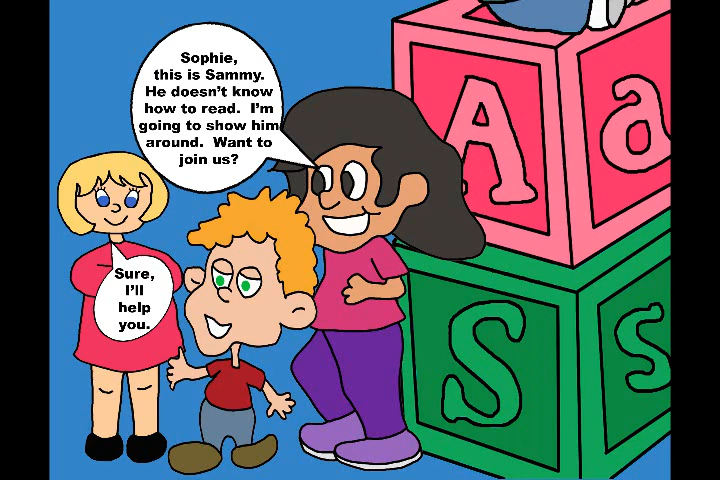 Sophie,
this is Sammy.
He doesn't know
how to read.  I'm
going to show him
around.  Want to
join us?
Sure,
I'll
help
you.
A a
S s